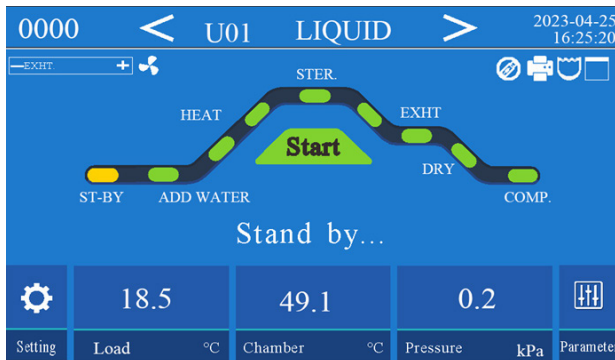 0000 < U01 LIQUID > 2023-04-25
16:25:20
EXHT.
STER.
HEAT EXHT
Start
DRY
ST-BY ADD WATER COMP.
Stand by...
18.5 49.1 0.2
Setting Load °C Chamber °C Pressure kPa Parameter